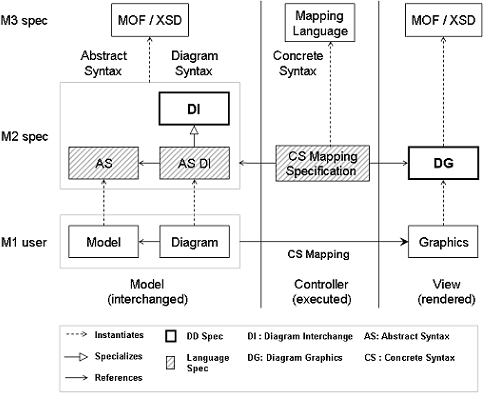 M3 spec
MOF / XSD
Mapping
Language
MOF / XSD
Abstract
Syntax
Diagram
Syntax
Concrete
Syntax
DI
M2 spec
AS
AS DI
CS Mapping
Specification
DG
M1 user
Model
Diagram
CS Mapping
Graphics
Model
(interchanged)
Controller
(executed)
View
(rendered)
Instantiates
DD Spec
DI : Diagram Interchange
AS: Abstract Syntax
Specializes
Language
Spec
DG: Diagram Graphics
CS : Concrete Syntax
References